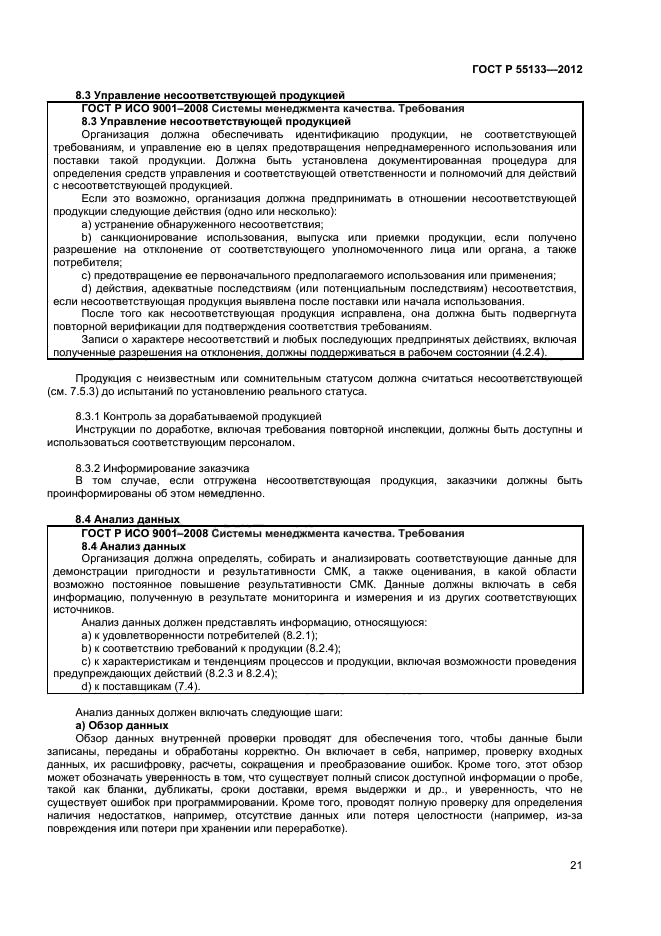 ГОСТ Р 55133—2012
8.3 Управление несоответствующей продукцией
ГОСТ Р ИСО 9001–2008 Системы менеджмента качества. Требования
8.3 Управление несоответствующей продукцией
Организация должна обеспечивать идентификацию продукции, не соответствующей
требованиям, и управление ею в целях предотвращения непреднамеренного использования или
поставки такой продукции. Должна быть установлена документированная процедура для
определения средств управления и соответствующей ответственности и полномочий для действий
с несоответствующей продукцией.
Если это возможно, организация должна предпринимать в отношении несоответствующей
продукции следующие действия (одно или несколько):
a) устранение обнаруженного несоответствия;
b) санкционирование использования, выпуска или приемки продукции, если получено
разрешение на отклонение от соответствующего уполномоченного лица или органа, а также
потребителя;
c) предотвращение ее первоначального предполагаемого использования или применения;
d) действия, адекватные последствиям (или потенциальным последствиям) несоответствия,
если несоответствующая продукция выявлена после поставки или начала использования.
После того как несоответствующая продукция исправлена, она должна быть подвергнута
повторной верификации для подтверждения соответствия требованиям.
Записи о характере несоответствий и любых последующих предпринятых действиях, включая
полученные разрешения на отклонения, должны поддерживаться в рабочем состоянии (4.2.4).
Продукция с неизвестным или сомнительным статусом должна считаться несоответствующей
(см. 7.5.3) до испытаний по установлению реального статуса.
8.3.1 Контроль за дорабатываемой продукцией
Инструкции по доработке, включая требования повторной инспекции, должны быть доступны и
использоваться соответствующим персоналом.
8.3.2 Информирование заказчика
В том случае, если отгружена несоответствующая продукция, заказчики должны быть
проинформированы об этом немедленно.
8.4 Анализ данных
ГОСТ Р ИСО 9001–2008 Системы менеджмента качества. Требования
8.4 Анализ данных
Организация должна определять, собирать и анализировать соответствующие данные для
демонстрации пригодности и результативности СМК, а также оценивания, в какой области
возможно постоянное повышение результативности СМК. Данные должны включать в себя
информацию, полученную в результате мониторинга и измерения и из других соответствующих
источников.
Анализ данных должен представлять информацию, относящуюся:
a) к удовлетворенности потребителей (8.2.1);
b) к соответствию требований к продукции (8.2.4);
c) к характеристикам и тенденциям процессов и продукции, включая возможности проведения
предупреждающих действий (8.2.3 и 8.2.4);
d) к поставщикам (7.4).
Анализ данных должен включать следующие шаги:
а) Обзор данных
Обзор данных внутренней проверки проводят для обеспечения того, чтобы данные были
записаны, переданы и обработаны корректно. Он включает в себя, например, проверку входных
данных, их расшифровку, расчеты, сокращения и преобразование ошибок. Кроме того, этот обзор
может обозначать уверенность в том, что существует полный список доступной информации о пробе,
такой как бланки, дубликаты, сроки доставки, время выдержки и др., и уверенность, что не
существует ошибок при программировании. Кроме того, проводят полную проверку для определения
наличия недостатков, например, отсутствие данных или потеря целостности (например, из-за
повреждения или потери при хранении или переработке).
21